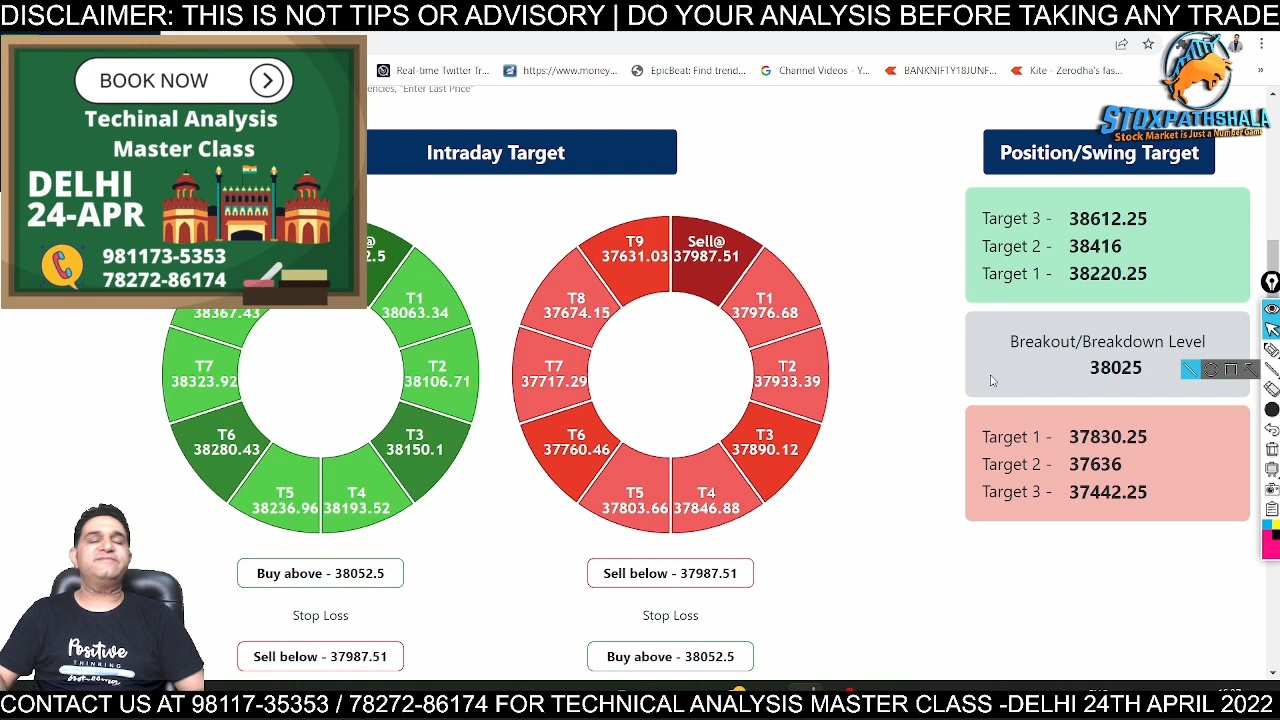 DISCLAIMER: THIS IS NOT TIPS OR ADVISORY | DO YOUR ANALYSIS BEFORE TAKING ANY TRADE
Real-time Twitter Tr...
https://www.money...
EpicBeat: Find trend...
Channel Videos - Y...
BANKNIFTY18JUNF...
Kite - Zerodha's fas...
»
STOXPATHSHALA
Stock Market is Just a Number Game
BOOK NOW
Techinal Analysis
Master Class
DELHI
24-APR
981173-5353
78272-86174
encies, "Enter Last Price"
Intraday Target
@
2.5
T1
38063.34
T2
38106.71
T3
38150.1
T4
38193.52
T5
38236.96
T6
38280.43
T7
38323.92
38367.43
Buy above - 38052.5
Stop Loss
Sell below - 37987.51
Sell@
37987.51
T1
37976.68
T2
37933.39
T3
37890.12
T4
37846.88
T5
37803.66
T6
37760.46
T7
37717.29
T8
37674.15
T9
37631.03
Sell below - 37987.51
Stop Loss
Buy above - 38052.5
Position/Swing Target
Target 3 - 38612.25
Target 2 - 38416
Target 1 - 38220.25
Breakout/Breakdown Level
38025
Target 1 - 37830.25
Target 2 - 37636
Target 3 - 37442.25
Positive
THINKING
CONTACT US AT 98117-35353 / 78272-86174 FOR TECHNICAL ANALYSIS MASTER CLASS -DELHI 24TH APRIL 2022